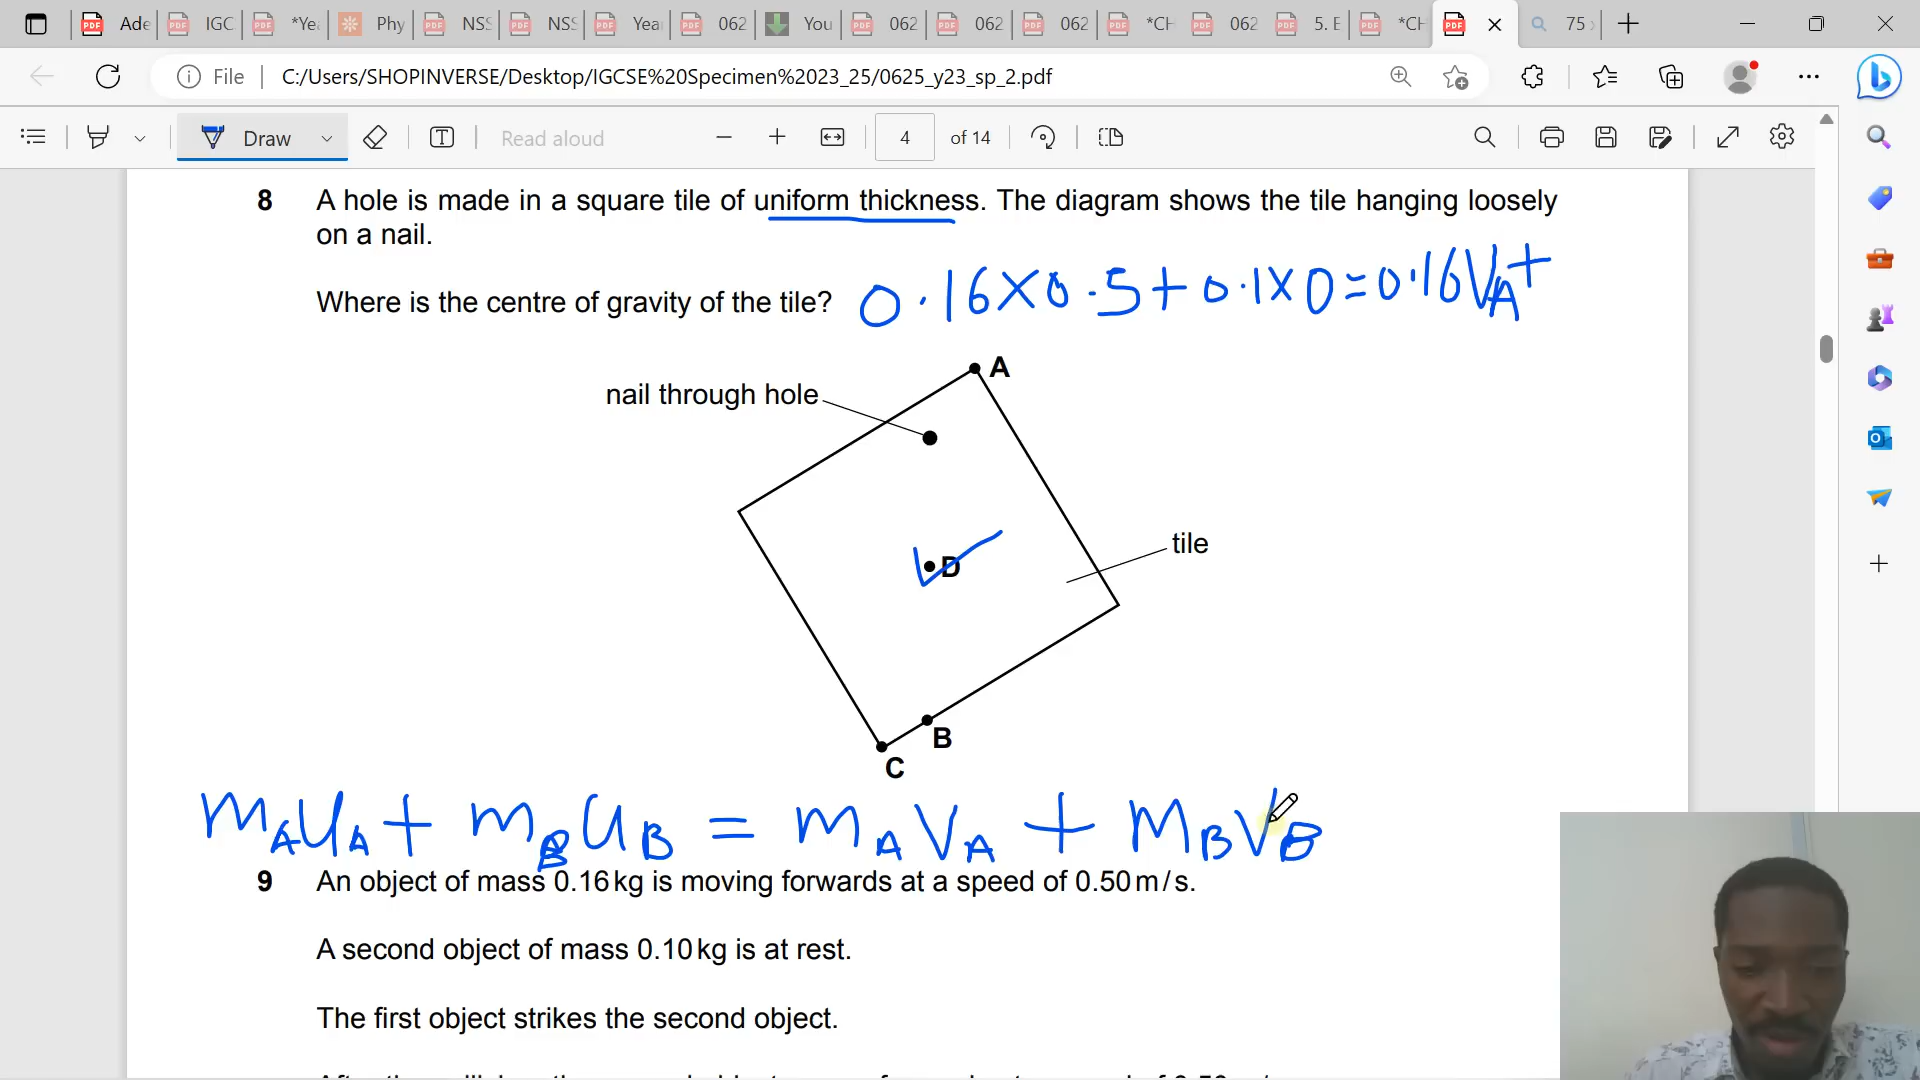 Ade
IGC
*Yea
Phy
NSS
NSS
Yea
062
You
062
062
062
*CH
062
5. E
*CH
75
File
C:/Users/SHOPINVERSE/Desktop/IGCSE%20Specimen%2023_25/0625_y23_sp_2.pdf
Draw
Read aloud
4 of 14
8 A hole is made in a square tile of uniform thickness. The diagram shows the tile hanging loosely
on a nail.
Where is the centre of gravity of the tile?
0.16×0.5+0.1×0=0.16VA+
A
nail through hole
D
tile
B
C
mAUA+ mBUB = mAVA + MBVB
9 An object of mass 0.16 kg is moving forwards at a speed of 0.50 m / s.
A second object of mass 0.10 kg is at rest.
The first object strikes the second object.